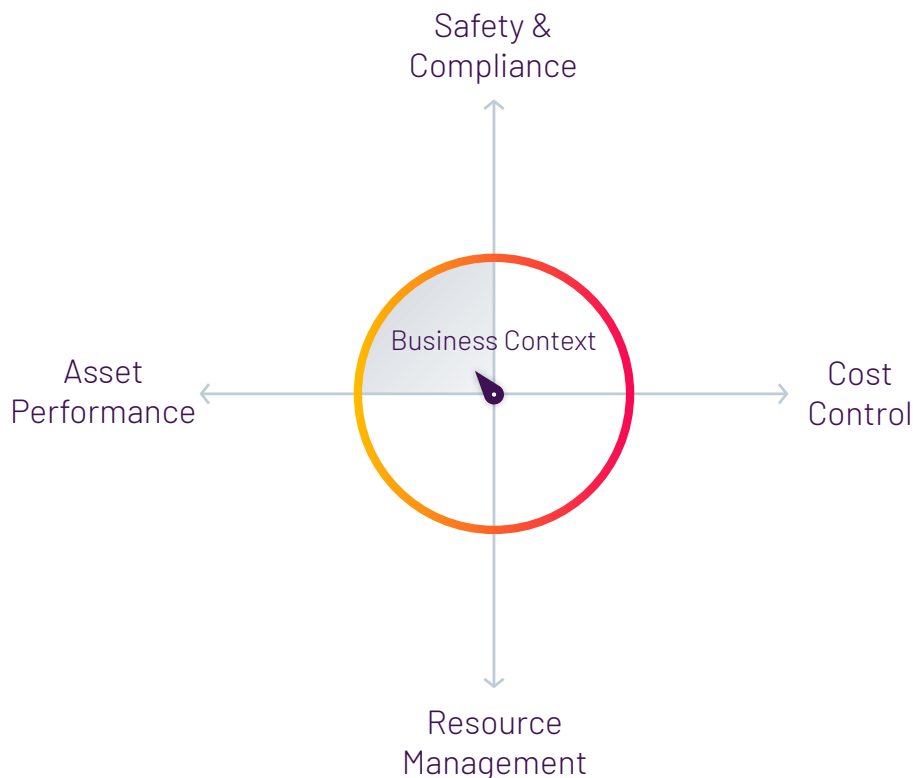 Safety &
Compliance
Business Context
Asset
Performance
Cost
Control
Resource
Management